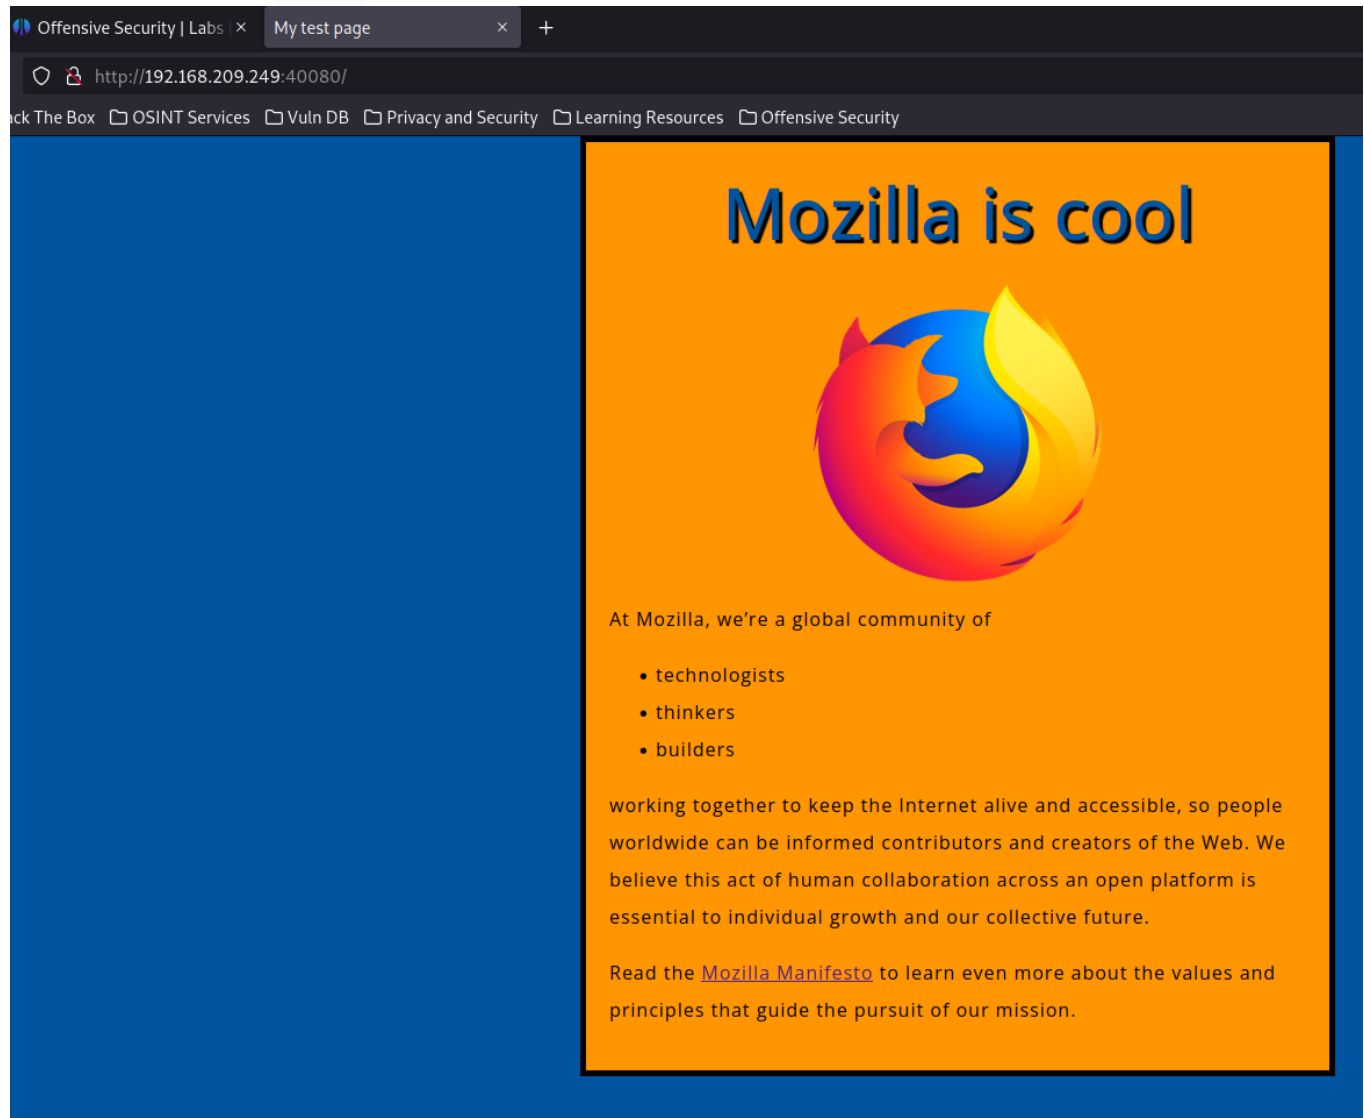 Offensive Security | Labs |
My test page
http://192.168.209.249:40080/
ack The Box OSINT Services Vuln DB Privacy and Security Learning Resources Offensive Security
Mozilla is cool
At Mozilla, we’re a global community of
• technologists
• thinkers
• builders
working together to keep the Internet alive and accessible, so people
worldwide can be informed contributors and creators of the Web. We
believe this act of human collaboration across an open platform is
essential to individual growth and our collective future.
Read the Mozilla Manifesto to learn even more about the values and
principles that guide the pursuit of our mission.